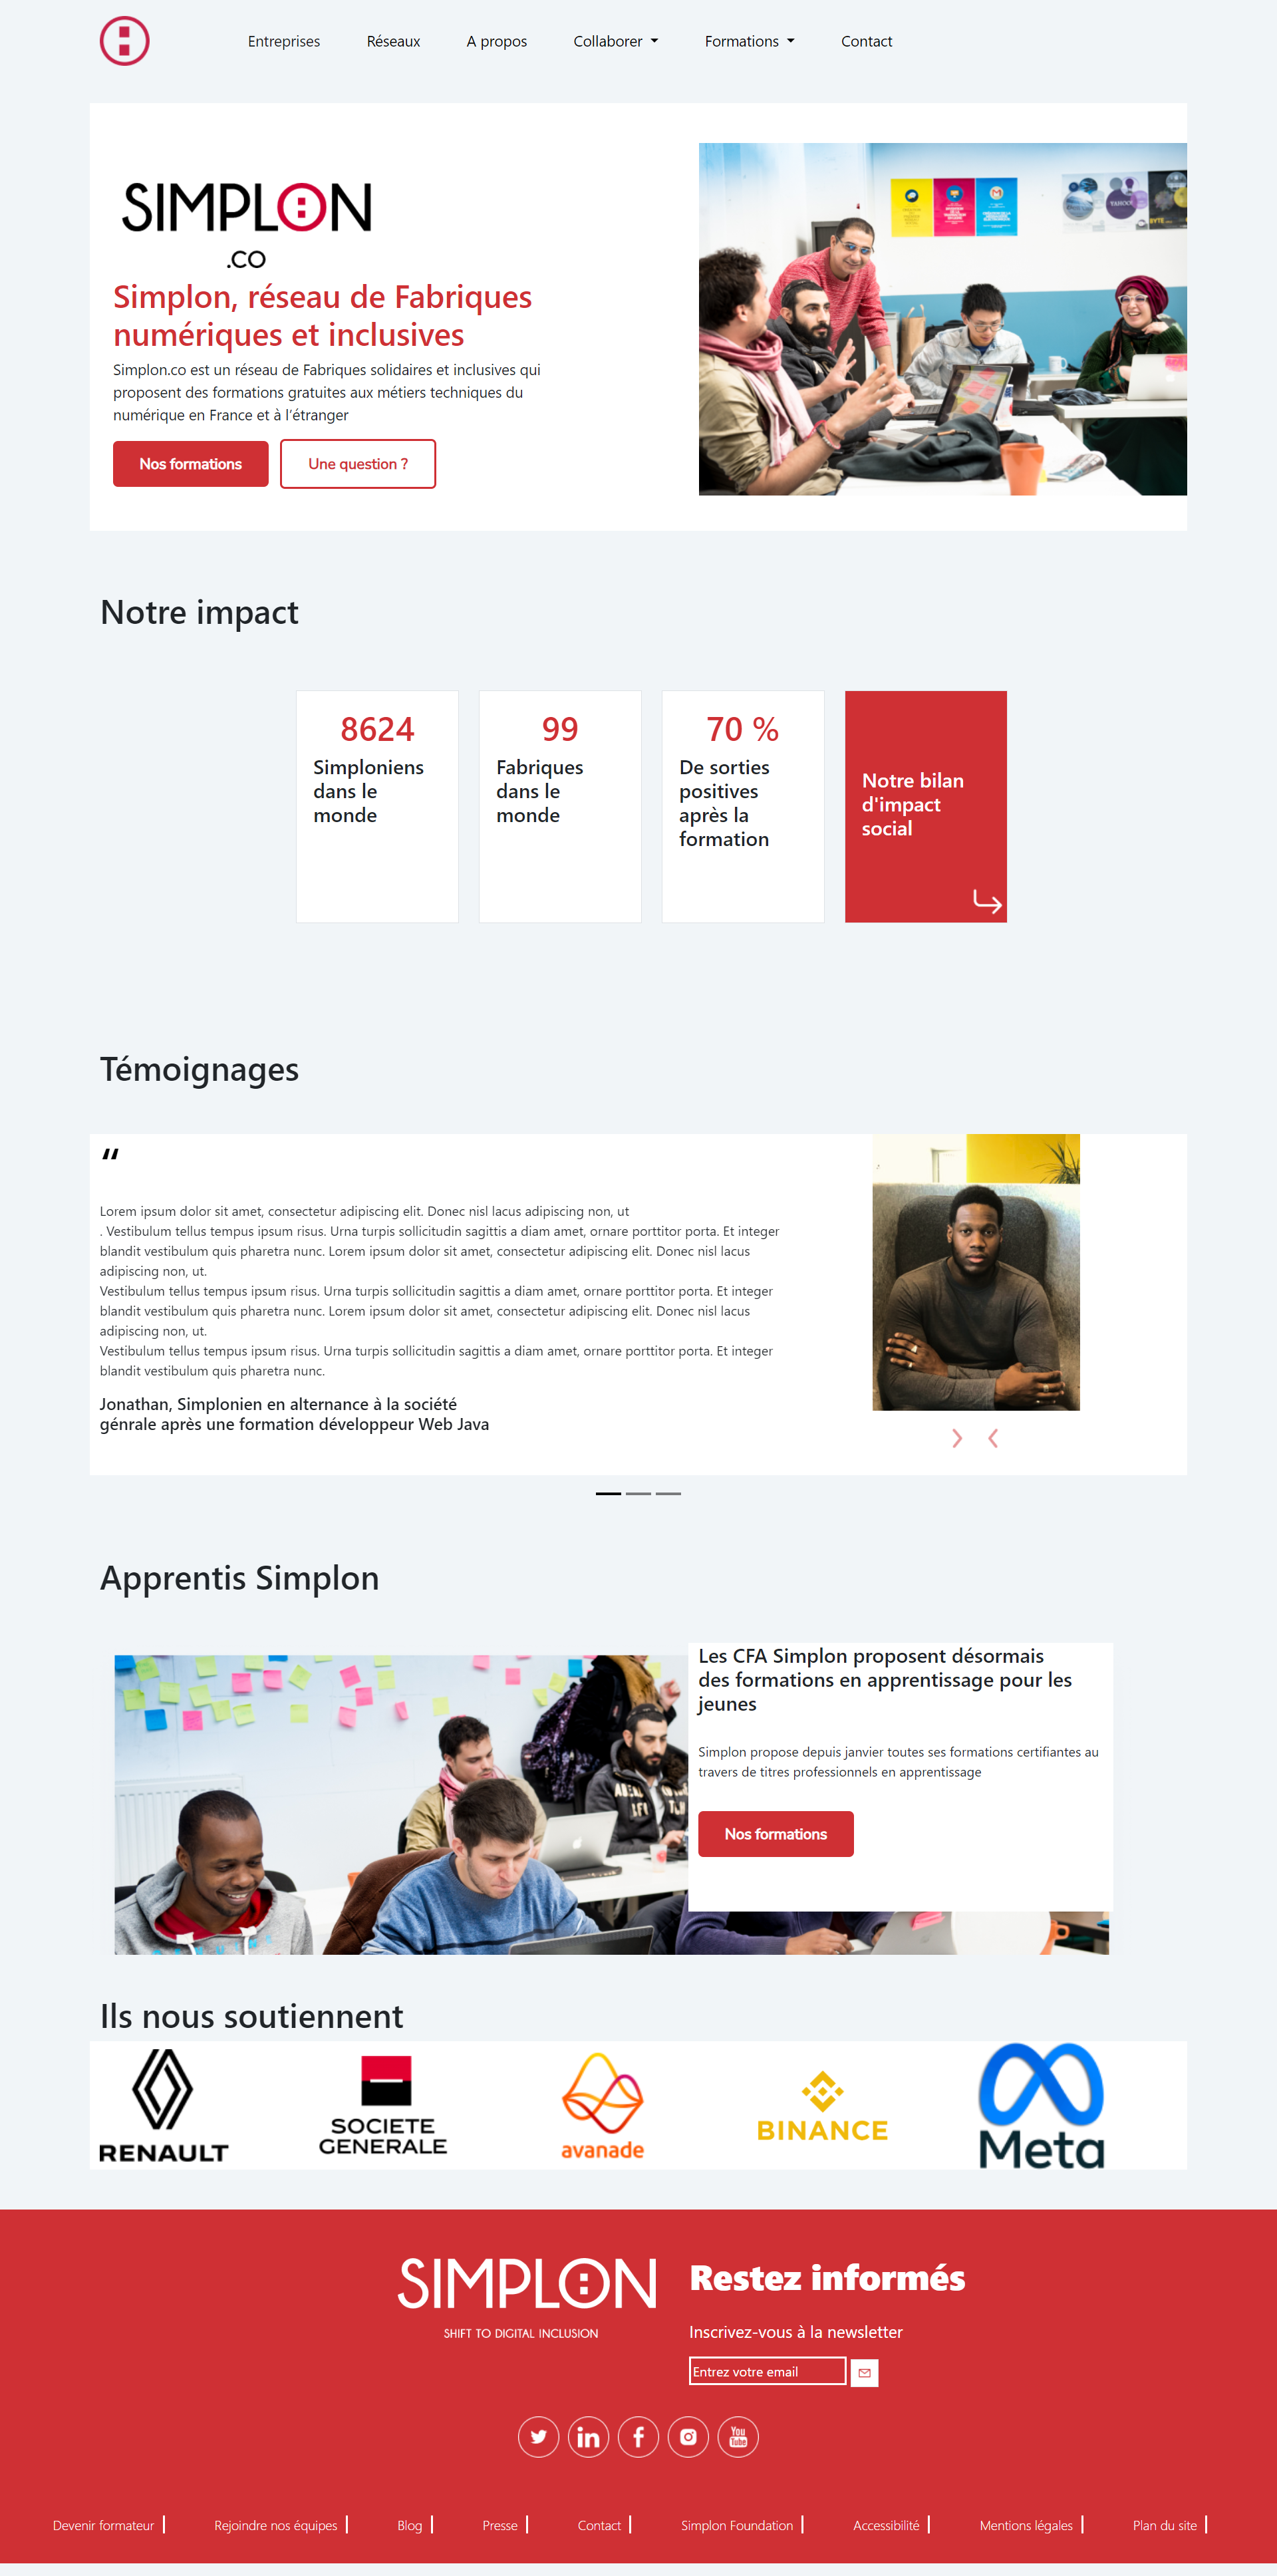 Entreprises
Réseaux
A propos
Collaborer
Formations
Contact
SIMPLON
.CO
Simplon, réseau de Fabriques
numériques et inclusives
Simplon.co est un réseau de Fabriques solidaires et inclusives qui
proposent des formations gratuites aux métiers techniques du
numérique en France et à l’étranger
Nos formations
Une question ?
YAHOO!
Notre impact
8624
Simploniens
dans le
monde
99
Fabriques
dans le
monde
70 %
De sorties
positives
après la
formation
Notre bilan
d'impact
social
Témoignages
“
Lorem ipsum dolor sit amet, consectetur adipiscing elit. Donec nisl lacus adipiscing non, ut
. Vestibulum tellus tempus ipsum risus. Urna turpis sollicitudin sagittis a diam amet, ornare porttitor porta. Et integer
blandit vestibulum quis pharetra nunc. Lorem ipsum dolor sit amet, consectetur adipiscing elit. Donec nisl lacus
adipiscing non, ut.
Vestibulum tellus tempus ipsum risus. Urna turpis sollicitudin sagittis a diam amet, ornare porttitor porta. Et integer
blandit vestibulum quis pharetra nunc. Lorem ipsum dolor sit amet, consectetur adipiscing elit. Donec nisl lacus
adipiscing non, ut.
Vestibulum tellus tempus ipsum risus. Urna turpis sollicitudin sagittis a diam amet, ornare porttitor porta. Et integer
blandit vestibulum quis pharetra nunc.
Jonathan, Simplonien en alternance à la société
génrale après une formation développeur Web Java
Apprentis Simplon
Les CFA Simplon proposent désormais
des formations en apprentissage pour les
jeunes
Simplon propose depuis janvier toutes ses formations certifiantes au
travers de titres professionnels en apprentissage
Nos formations
Ils nous soutiennent
RENAULT
SOCIETE
GENERALE
avanade
BINANCE
Meta
SIMPLON
SHIFT TO DIGITAL INCLUSION
Restez informés
Inscrivez-vous à la newsletter
Entrez votre email
in
f
You
Tube
Devenir formateur
Rejoindre nos équipes
Blog
Presse
Contact
Simplon Foundation
Accessibilité
Mentions légales
Plan du site